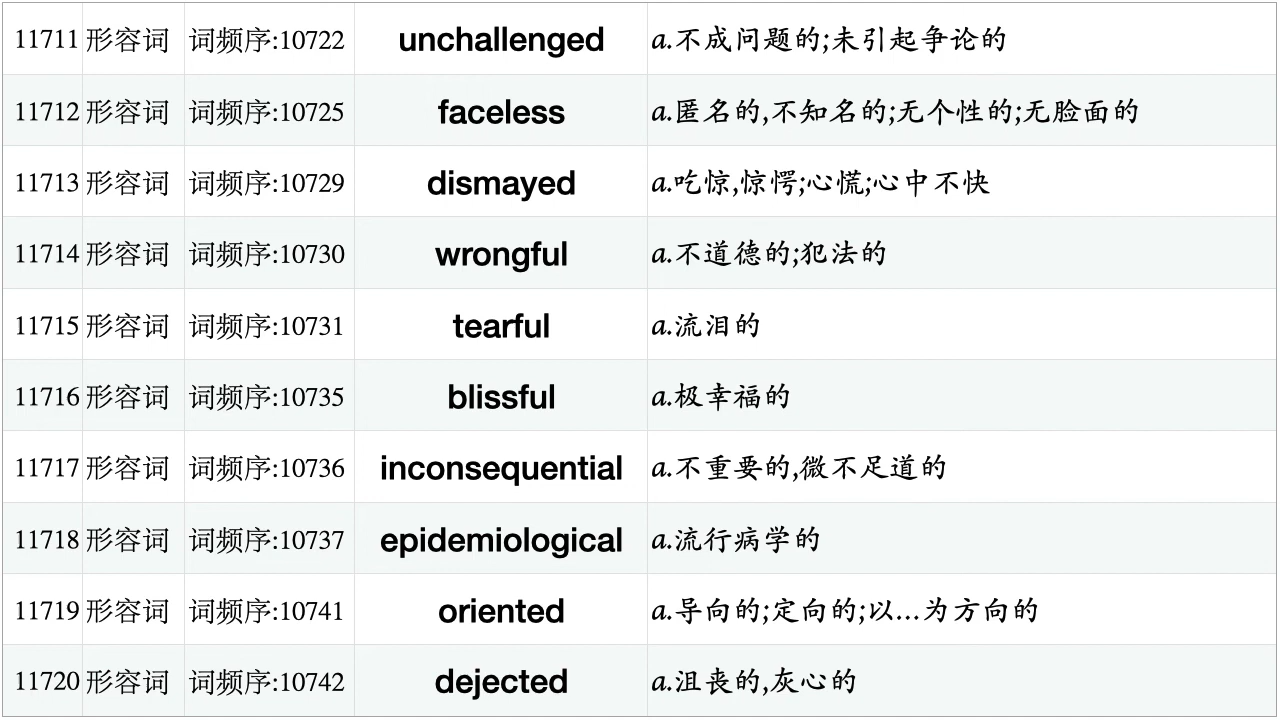 11711 形容词 词频序:10722 unchallenged a.不成问题的;未引起争论的
11712 形容词 词频序:10725 faceless a.匿名的,不知名的;无个性的;无脸面的
11713 形容词 词频序:10729 dismayed a.吃惊,惊愕;心慌;心中不快
11714 形容词 词频序:10730 wrongful a.不道德的;犯法的
11715 形容词 词频序:10731 tearful a.流泪的
11716 形容词 词频序:10735 blissful a.极幸福的
11717 形容词 词频序:10736 inconsequential a.不重要的,微不足道的
11718 形容词 词频序:10737 epidemiological a.流行病学的
11719 形容词 词频序:10741 oriented a.导向的;定向的;以…为方向的
11720 形容词 词频序:10742 dejected a.沮丧的,灰心的